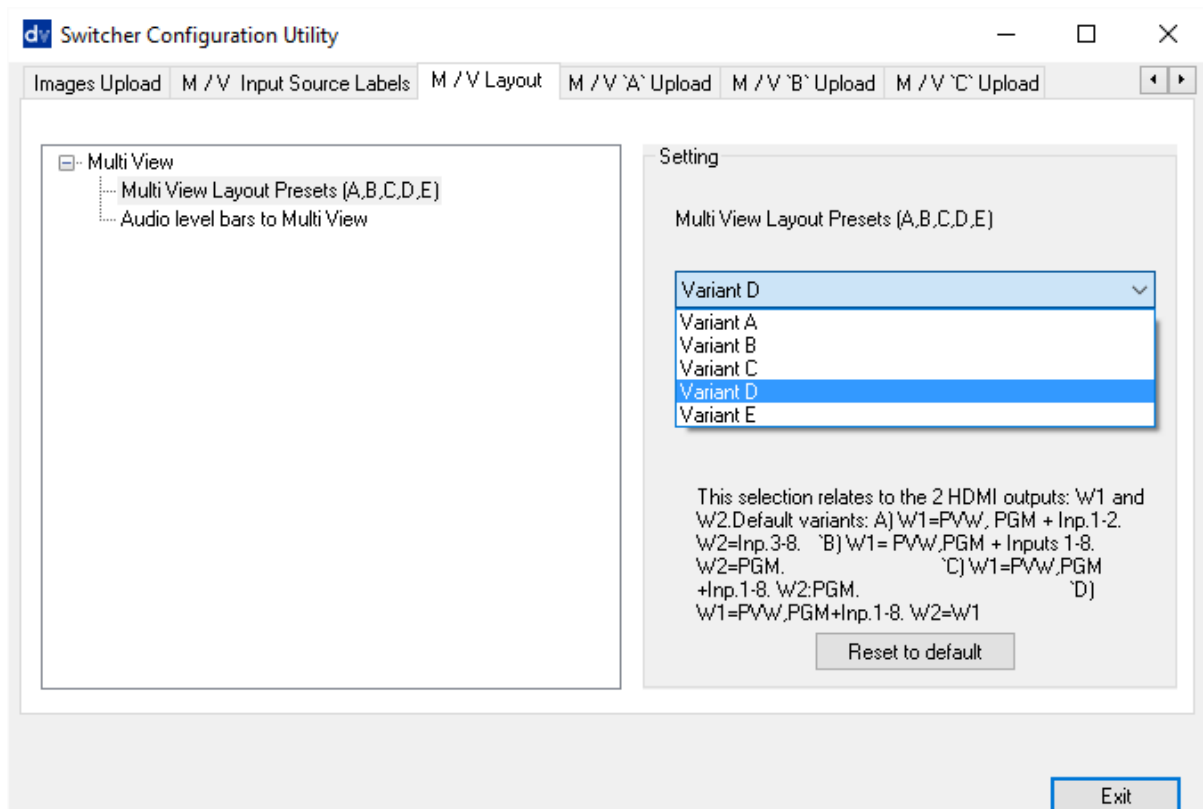 dv Switcher Configuration Utility
Images Upload M / V Input Source Labels M / V Layout M / V `A` Upload M / V `B` Upload M / V `C` Upload
Multi View
Multi View Layout Presets (A,B,C,D,E)
Audio level bars to Multi View
Setting
Multi View Layout Presets (A,B,C,D,E)
Variant D
Variant A
Variant B
Variant C
Variant D
Variant E
This selection relates to the 2 HDMI outputs: W1 and
W2.Default variants: A) W1=PVW, PGM + Inp.1-2.
W2=Inp.3-8. `B) W1= PVW,PGM + Inputs 1-8.
W2=PGM. `C) W1=PVW,PGM
+Inp.1-8. W2:PGM. `D)
W1=PVW,PGM+Inp.1-8. W2=W1
Reset to default
Exit